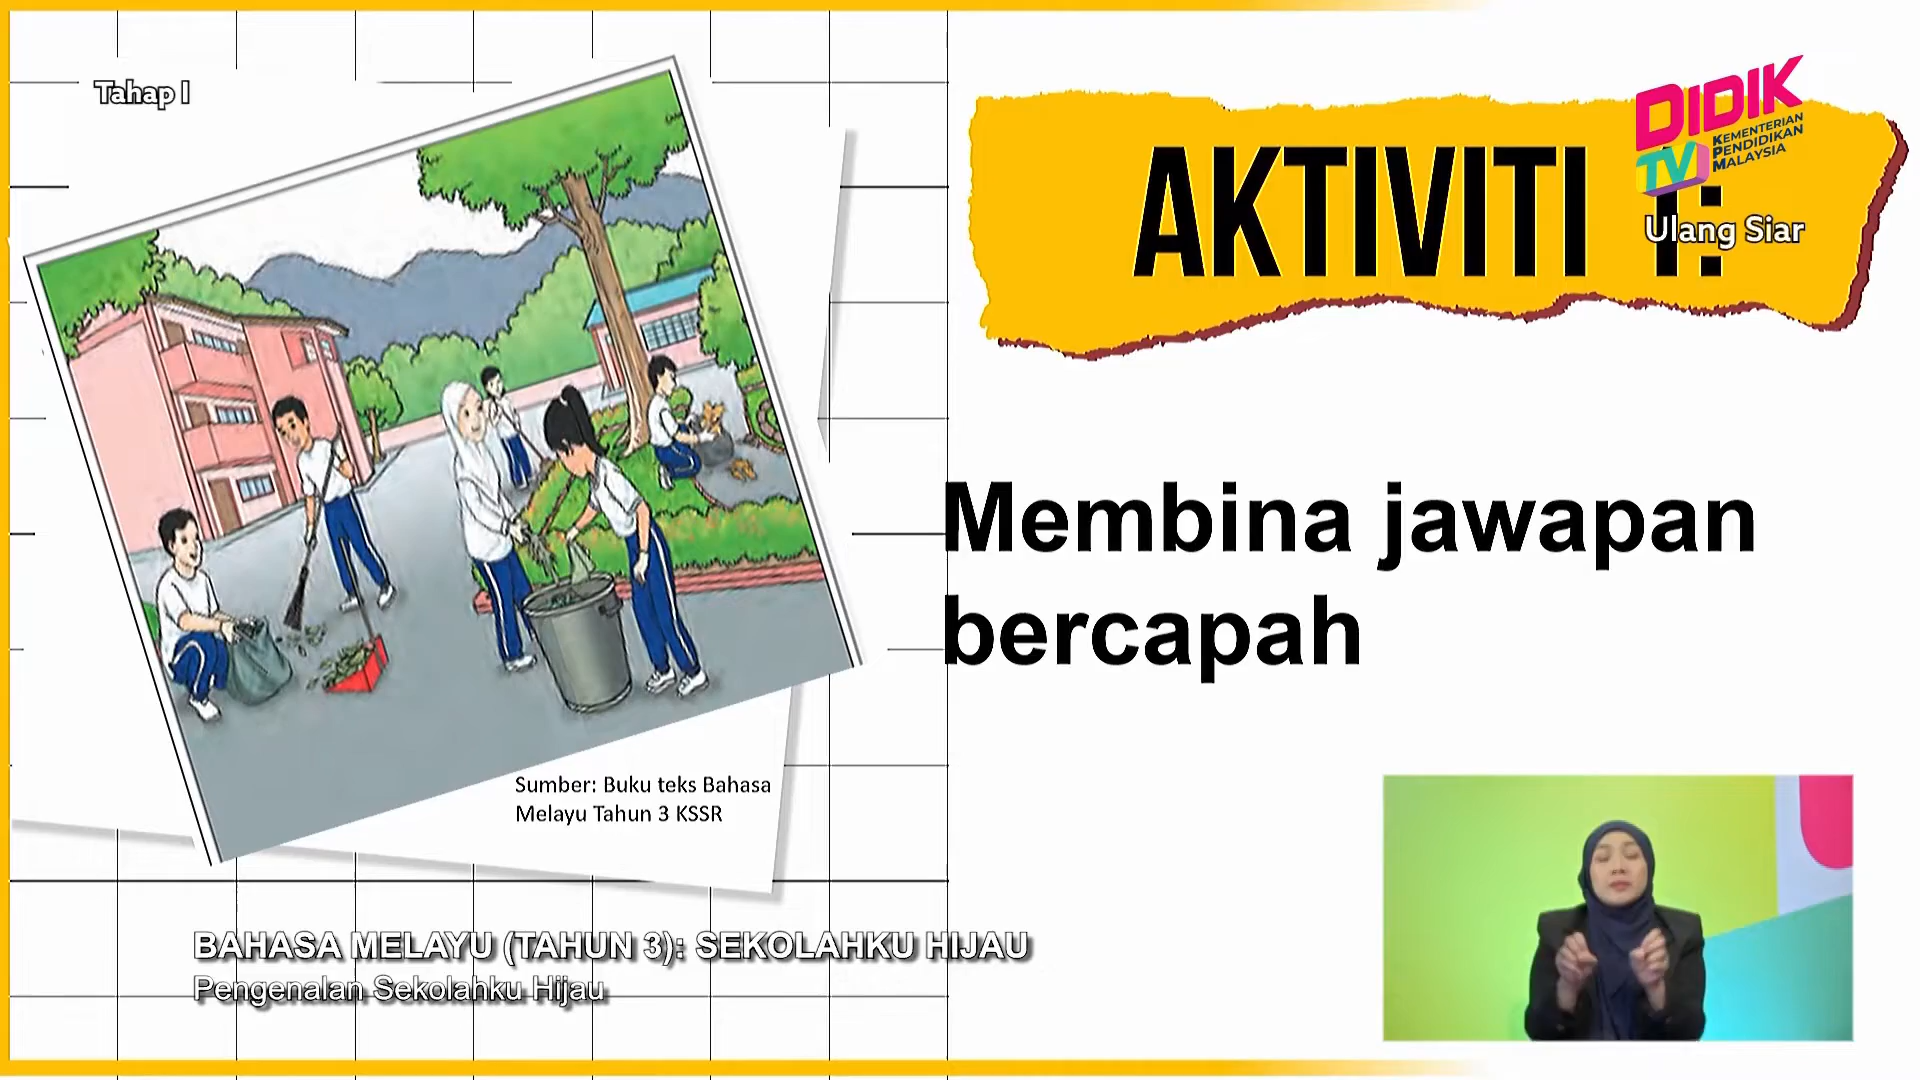 Tahap I
AKTIVITI 1:
DIDIK
TV
KEMENTERIAN
PENDIDIKAN
MALAYSIA
Ulang Siar
Membina jawapan
bercapah
Sumber: Buku teks Bahasa
Melayu Tahun 3 KSSR
BAHASA MELAYU (TAHUN 3): SEKOLAHKU HIJAU
Pengenalan Sekolahku Hijau